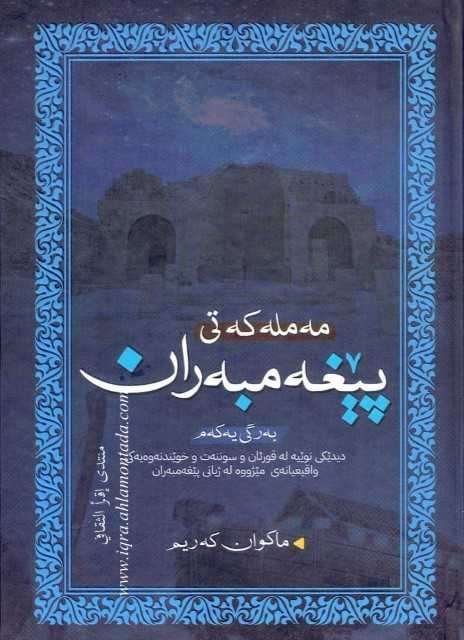 مەملەکەتی
پێغەمبەران
بەرگی یەکەم
دیدێکی نوێیە لە قورئان و سوننەت و خوێندنەوەیەکی
واقیعیانەی مێژووە لە ژیانی پێغەمبەران
ماکوان کەریم
منتدى إقرأ الثقافي
www.iqra.ahlamontada.com